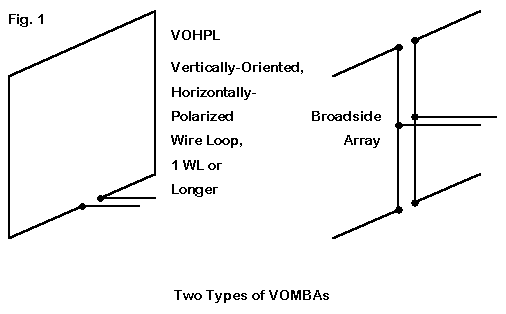 Fig. 1
VOHPL
Vertically-Oriented,
Horizontally-
Polarized
Wire Loop,
1 WL or
Longer
Broadside
Array
Two Types of VOMBAs